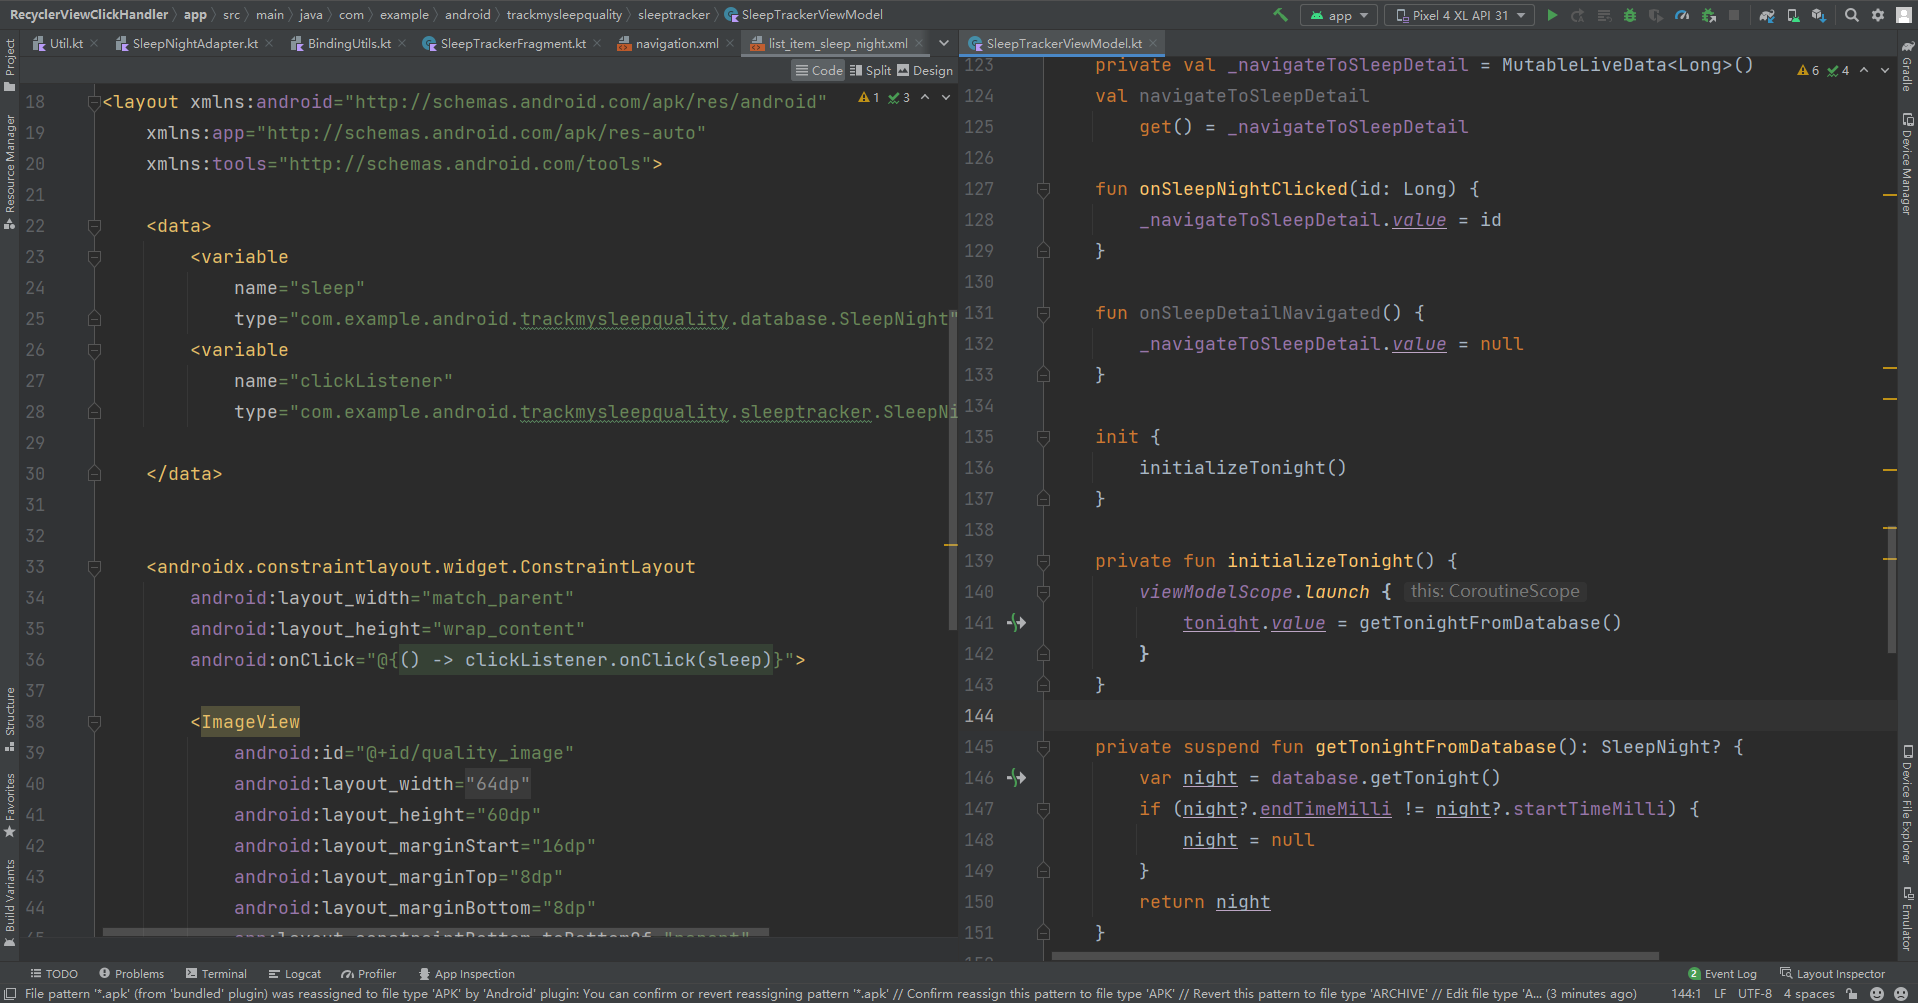 RecyclerViewClickHandler app src main java com example android trackmysleepquality sleeptracker SleepTrackerViewModel
app Pixel 4 XL API 31
Util.kt SleepNightAdapter.kt BindingUtils.kt SleepTrackerFragment.kt navigation.xml list_item_sleep_night.xml
SleepTrackerViewModel.kt
Code Split Design
Project
Resource Manager
Structure
Favorites
Build Variants
1 3
18 <layout xmlns:android="http://schemas.android.com/apk/res/android"
19 xmlns:app="http://schemas.android.com/apk/res-auto"
20 xmlns:tools="http://schemas.android.com/tools">
21
22 <data>
23 <variable
24 name="sleep"
25 type="com.example.android.trackmysleepquality.database.SleepNight"
26 <variable
27 name="clickListener"
28 type="com.example.android.trackmysleepquality.sleeptracker.SleepNi
29
30 </data>
31
32
33 <androidx.constraintlayout.widget.ConstraintLayout
34 android:layout_width="match_parent"
35 android:layout_height="wrap_content"
36 android:onClick="@{() -> clickListener.onClick(sleep)}">
37
38 <ImageView
39 android:id="@+id/quality_image"
40 android:layout_width="64dp"
41 android:layout_height="60dp"
42 android:layout_marginStart="16dp"
43 android:layout_marginTop="8dp"
44 android:layout_marginBottom="8dp"
45 app:layout_constraintBottom_toBottomOf="parent"
6 4
123 private val _navigateToSleepDetail = MutableLiveData<Long>()
124 val navigateToSleepDetail
125 get() = _navigateToSleepDetail
126
127 fun onSleepNightClicked(id: Long) {
128 _navigateToSleepDetail.value = id
129 }
130
131 fun onSleepDetailNavigated() {
132 _navigateToSleepDetail.value = null
133 }
134
135 init {
136 initializeTonight()
137 }
138
139 private fun initializeTonight() {
140 viewModelScope.launch { this: CoroutineScope
141 tonight.value = getTonightFromDatabase()
142 }
143 }
144
145 private suspend fun getTonightFromDatabase(): SleepNight? {
146 var night = database.getTonight()
147 if (night?.endTimeMilli != night?.startTimeMilli) {
148 night = null
149 }
150 return night
151 }
Gradle
Device Manager
Device File Explorer
Emulator
TODO Problems Terminal Logcat Profiler App Inspection 2 Event Log Layout Inspector
File pattern '*.apk' (from 'bundled' plugin) was reassigned to file type 'APK' by 'Android' plugin: You can confirm or revert reassigning pattern '*.apk' // Confirm reassign this pattern to file type 'APK' // Revert this pattern to file type 'ARCHIVE' // Edit file type 'A... (3 minutes ago) 144:1 LF UTF-8 4 spaces